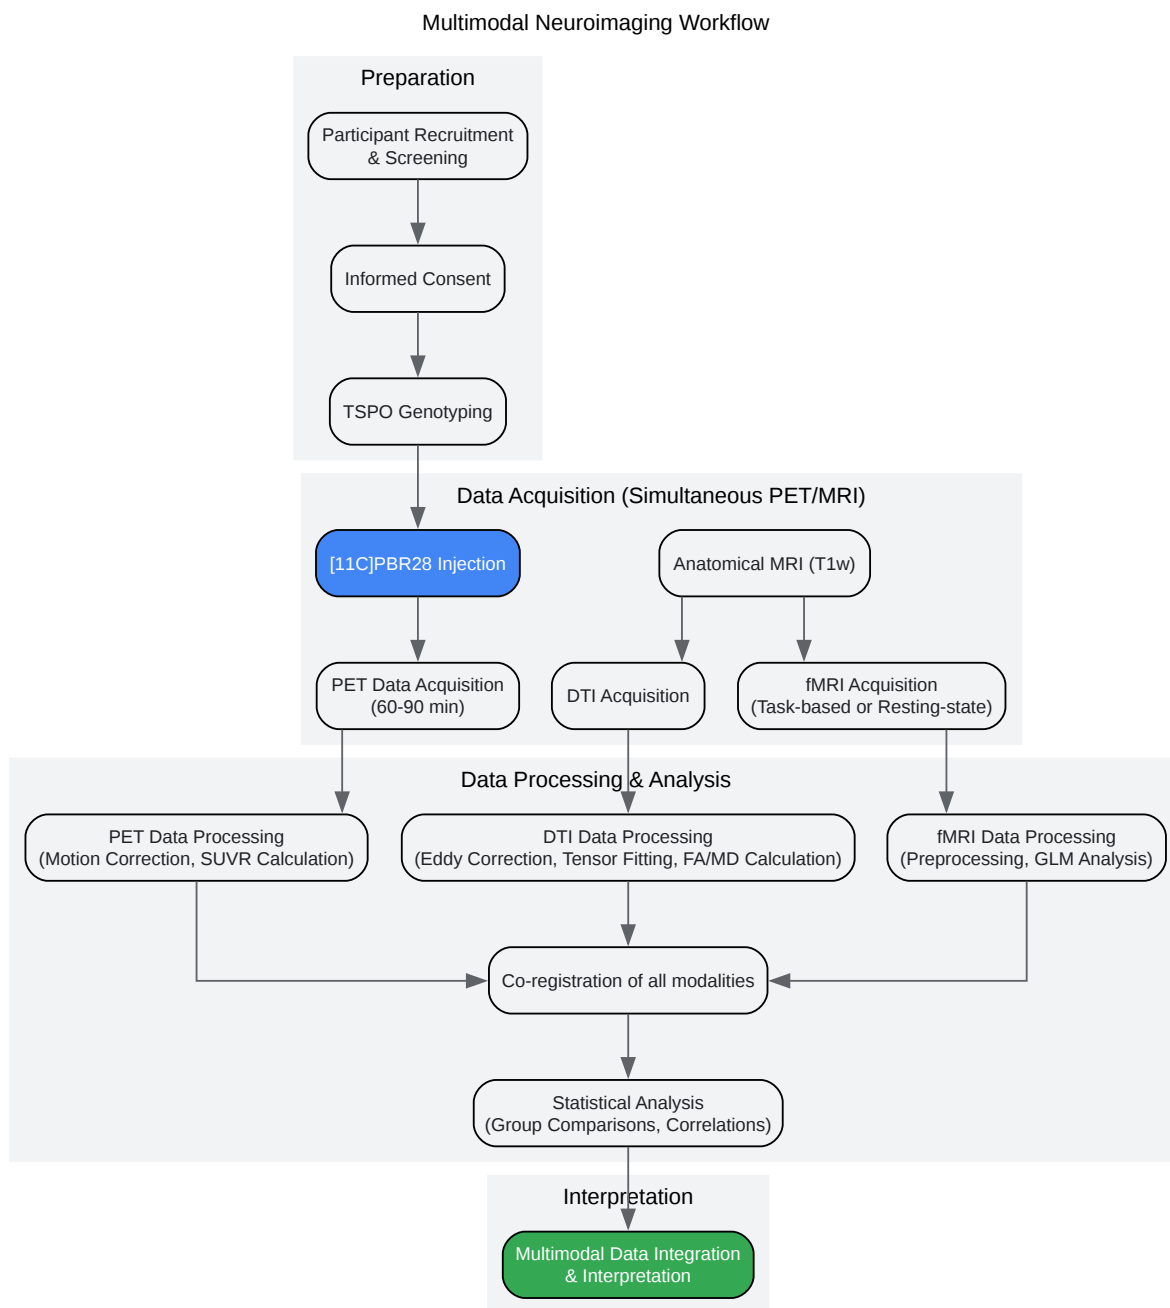 Multimodal Neuroimaging Workflow
Preparation
Participant Recruitment
& Screening
Informed Consent
TSPO Genotyping
Data Acquisition (Simultaneous PET/MRI)
[11C]PBR28 Injection
Anatomical MRI (T1w)
PET Data Acquisition
(60-90 min)
DTI Acquisition
fMRI Acquisition
(Task-based or Resting-state)
Data Processing & Analysis
PET Data Processing
(Motion Correction, SUVR Calculation)
DTI Data Processing
(Eddy Correction, Tensor Fitting, FA/MD Calculation)
fMRI Data Processing
(Preprocessing, GLM Analysis)
Co-registration of all modalities
Statistical Analysis
(Group Comparisons, Correlations)
Interpretation
Multimodal Data Integration
& Interpretation